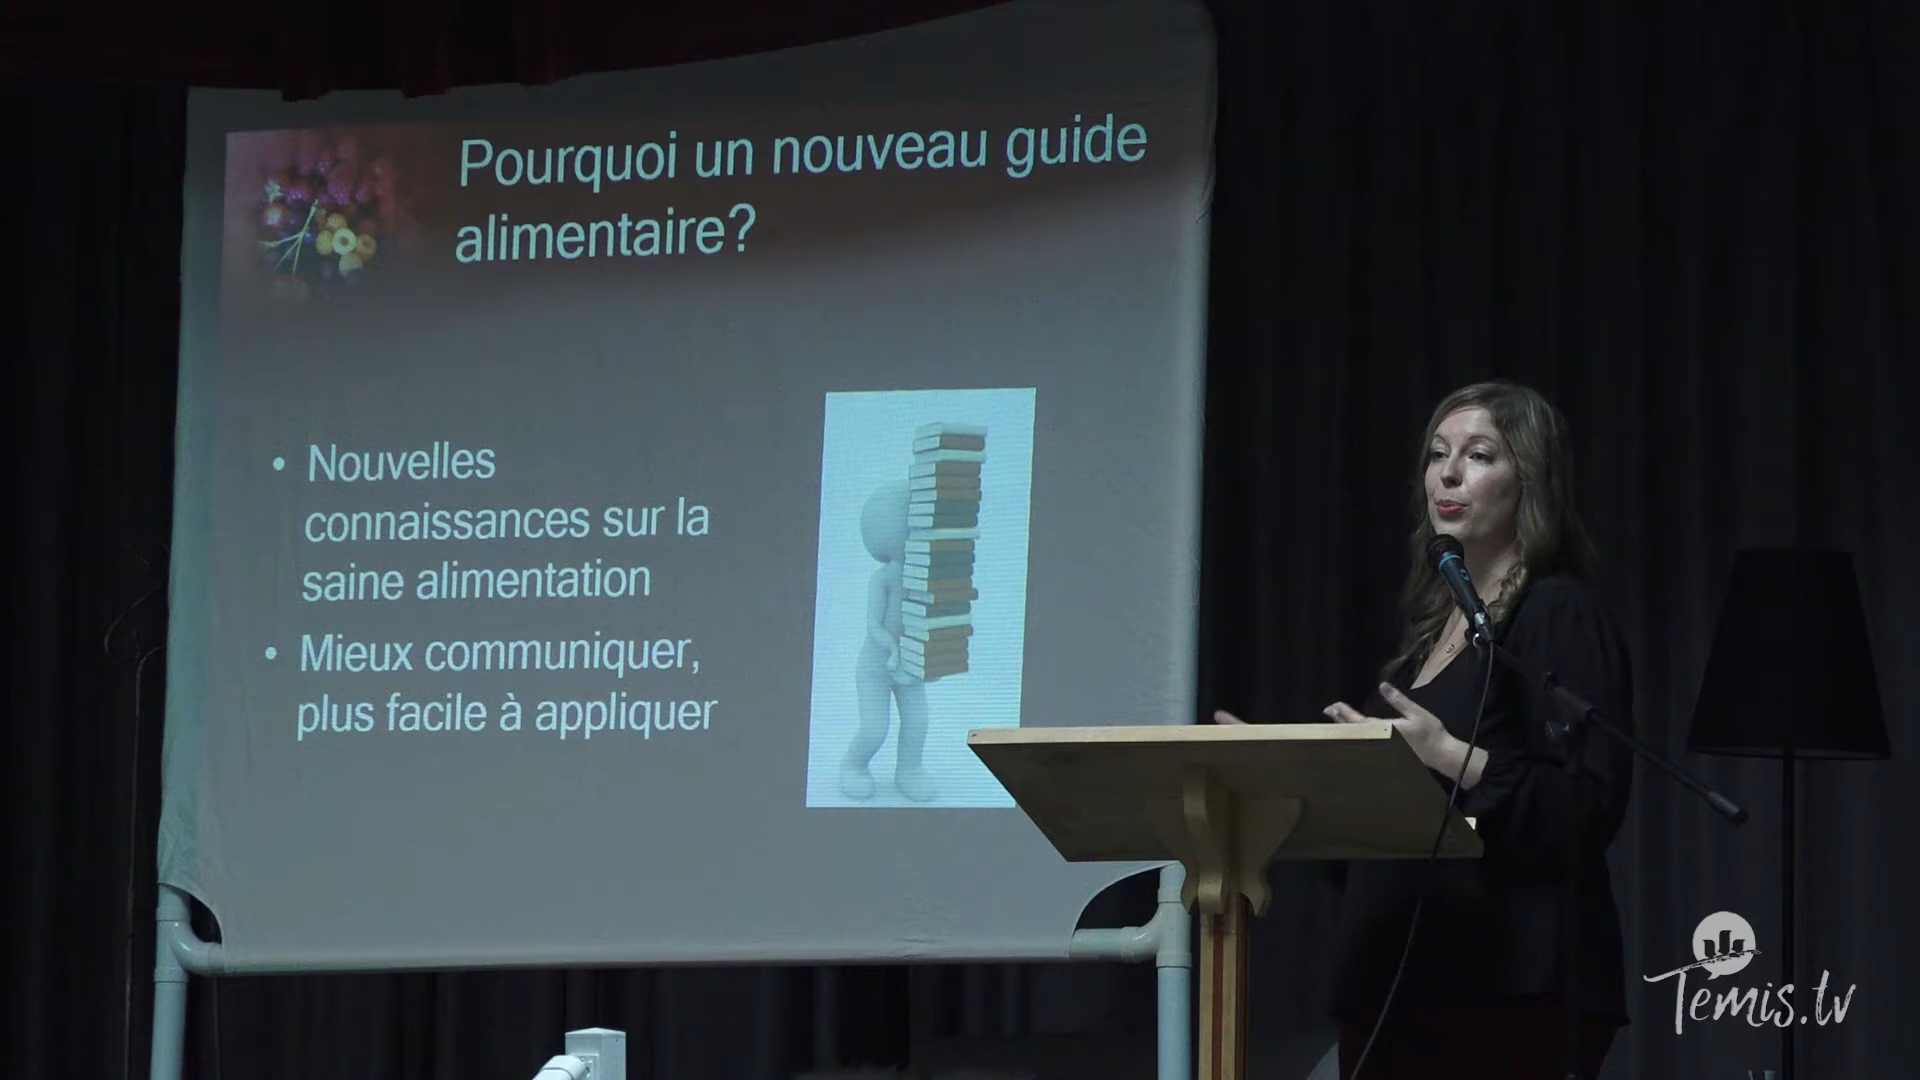 Pourquoi un nouveau guide
alimentaire?
• Nouvelles
connaissances sur la
saine alimentation
• Mieux communiquer,
plus facile à appliquer
Temis.tv